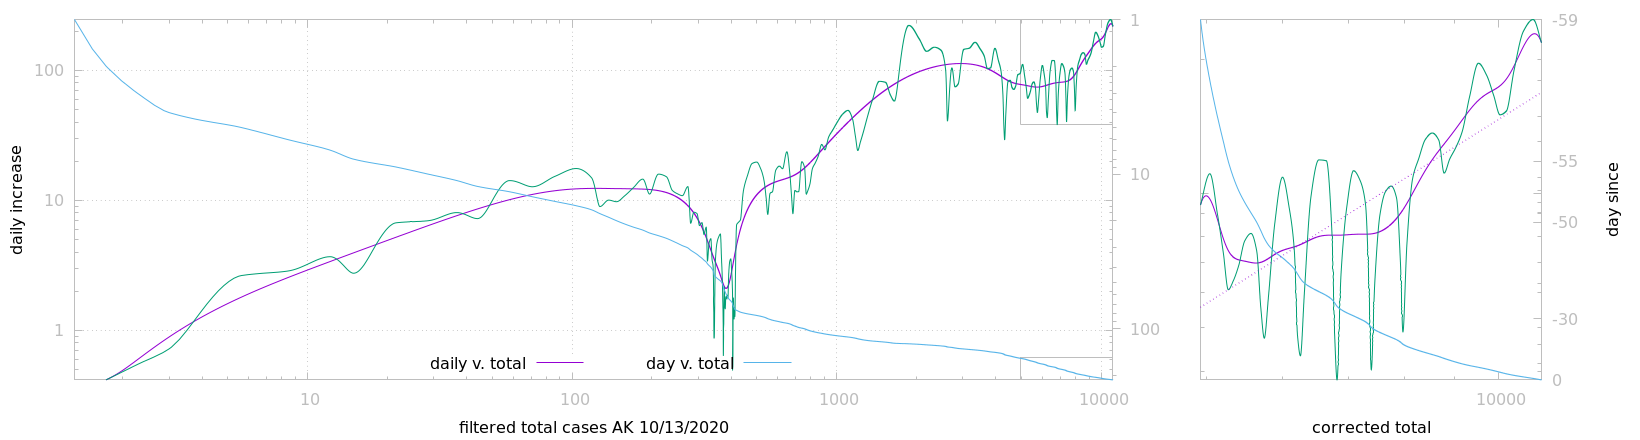 daily increase
100
10
1
10
100
1000
10000
1
10
100
daily v. total
day v. total
filtered total cases AK 10/13/2020
-59
-55
-50
-30
0
10000
day since
corrected total